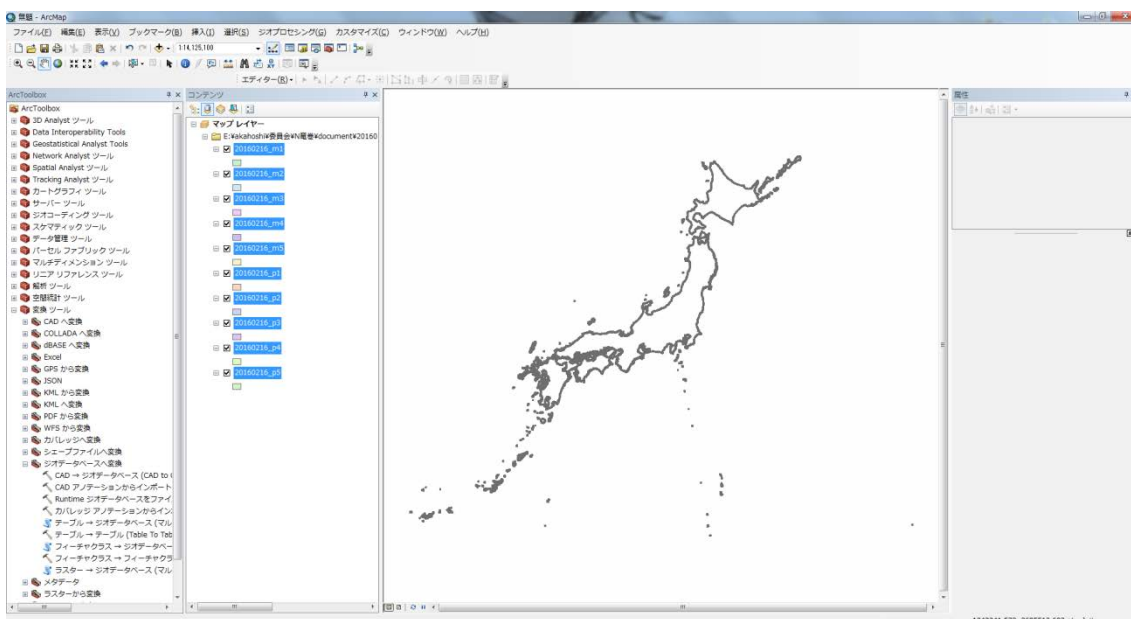 無題 - ArcMap
ファイル(F) 編集(E) 表示(V) ブックマーク(B) 挿入(I) 選択(S) ジオプロセシング(G) カスタマイズ(C) ウィンドウ(W) ヘルプ(H)
1:14,125,100
エディター(R)
ArcToolbox
ArcToolbox
3D Analyst ツール
Data Interoperability Tools
Geostatistical Analyst Tools
Network Analyst ツール
Spatial Analyst ツール
Tracking Analyst ツール
カートグラフィ ツール
サーバー ツール
ジオコーディング ツール
スケマティック ツール
データ管理 ツール
パーセル ファブリック ツール
マルチディメンション ツール
リニア リファレンス ツール
解析 ツール
空間統計 ツール
変換 ツール
CAD へ変換
COLLADA へ変換
dBASE へ変換
Excel
GPS から変換
JSON
KML から変換
KML へ変換
PDF から変換
WFS から変換
カバレッジへ変換
シェープファイルへ変換
ジオデータベースへ変換
CAD → ジオデータベース (CAD to
CAD アノテーションからインポート
Runtime ジオデータベースをファイ
カバレッジ アノテーションからイン
テーブル → ジオデータベース (マル
テーブル → テーブル (Table To Tab
フィーチャクラス → ジオデータベー
フィーチャクラス → フィーチャクラ
ラスター → ジオデータベース (マル
メタデータ
ラスターから変換
コンテンツ
マップ レイヤー
E:¥akahoshi¥委員会¥N竜巻¥document¥20160
20160216_m1
20160216_m2
20160216_m3
20160216_m4
20160216_m5
20160216_p1
20160216_p2
20160216_p3
20160216_p4
20160216_p5
属性